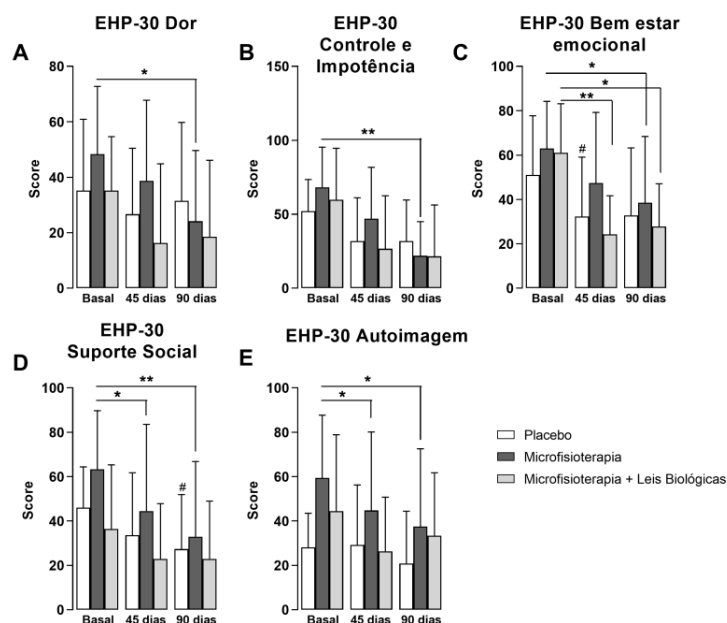 EHP-30 Dor
A
80
60
40
20
0
Score
*
Basal 45 dias 90 dias
EHP-30
Controle e
Impotência
B
150
100
50
0
Score
**
Basal 45 dias 90 dias
EHP-30 Bem estar
emocional
C
100
80
60
40
20
0
Score
*
*
**
#
Basal 45 dias 90 dias
EHP-30
Suporte Social
D
100
80
60
40
20
0
Score
**
*
#
Basal 45 dias 90 dias
EHP-30 Autoimagem
E
100
80
60
40
20
0
Score
*
*
Basal 45 dias 90 dias
Placebo
Microfisioterapia
Microfisioterapia + Leis Biológicas